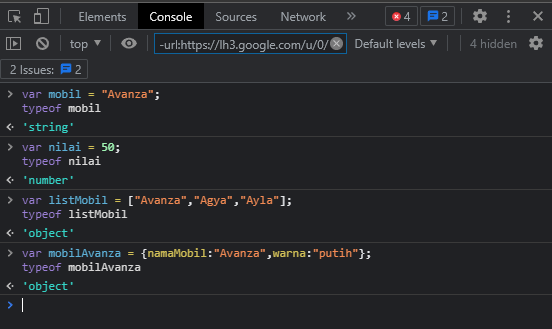 Elements Console Sources Network » 4 2
top -url:https://lh3.google.com/u/0/ Default levels 4 hidden
2 Issues: 2
var mobil = "Avanza";
typeof mobil
'string'
var nilai = 50;
typeof nilai
'number'
var listMobil = ["Avanza","Agya","Ayla"];
typeof listMobil
'object'
var mobilAvanza = {namaMobil:"Avanza",warna:"putih"};
typeof mobilAvanza
'object'